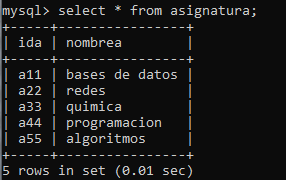 mysql> select * from asignatura;
+-----+----------------+
| ida | nombrea        |
+-----+----------------+
| a11 | bases de datos |
| a22 | redes          |
| a33 | quimica        |
| a44 | programacion   |
| a55 | algoritmos     |
+-----+----------------+
5 rows in set (0.01 sec)